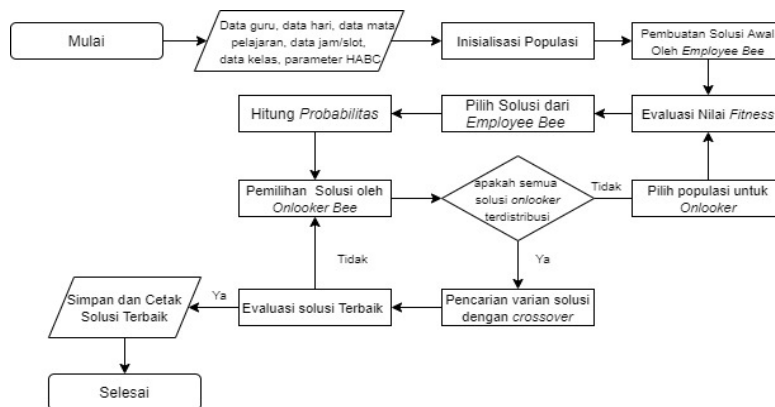 Mulai
Data guru, data hari, data mata
pelajaran, data jam/slot,
data kelas, parameter HABC
Inisialisasi Populasi
Pembuatan Solusi Awal
Oleh Employee Bee
Hitung Probabilitas
Pilih Solusi dari
Employee Bee
Evaluasi Nilai Fitness
Pemilihan Solusi oleh
Onlooker Bee
apakah semua
solusi onlooker
terdistribusi
Tidak
Pilih populasi untuk
Onlooker
Tidak
Ya
Simpan dan Cetak
Solusi Terbaik
Ya
Evaluasi solusi Terbaik
Pencarian varian solusi
dengan crossover
Selesai